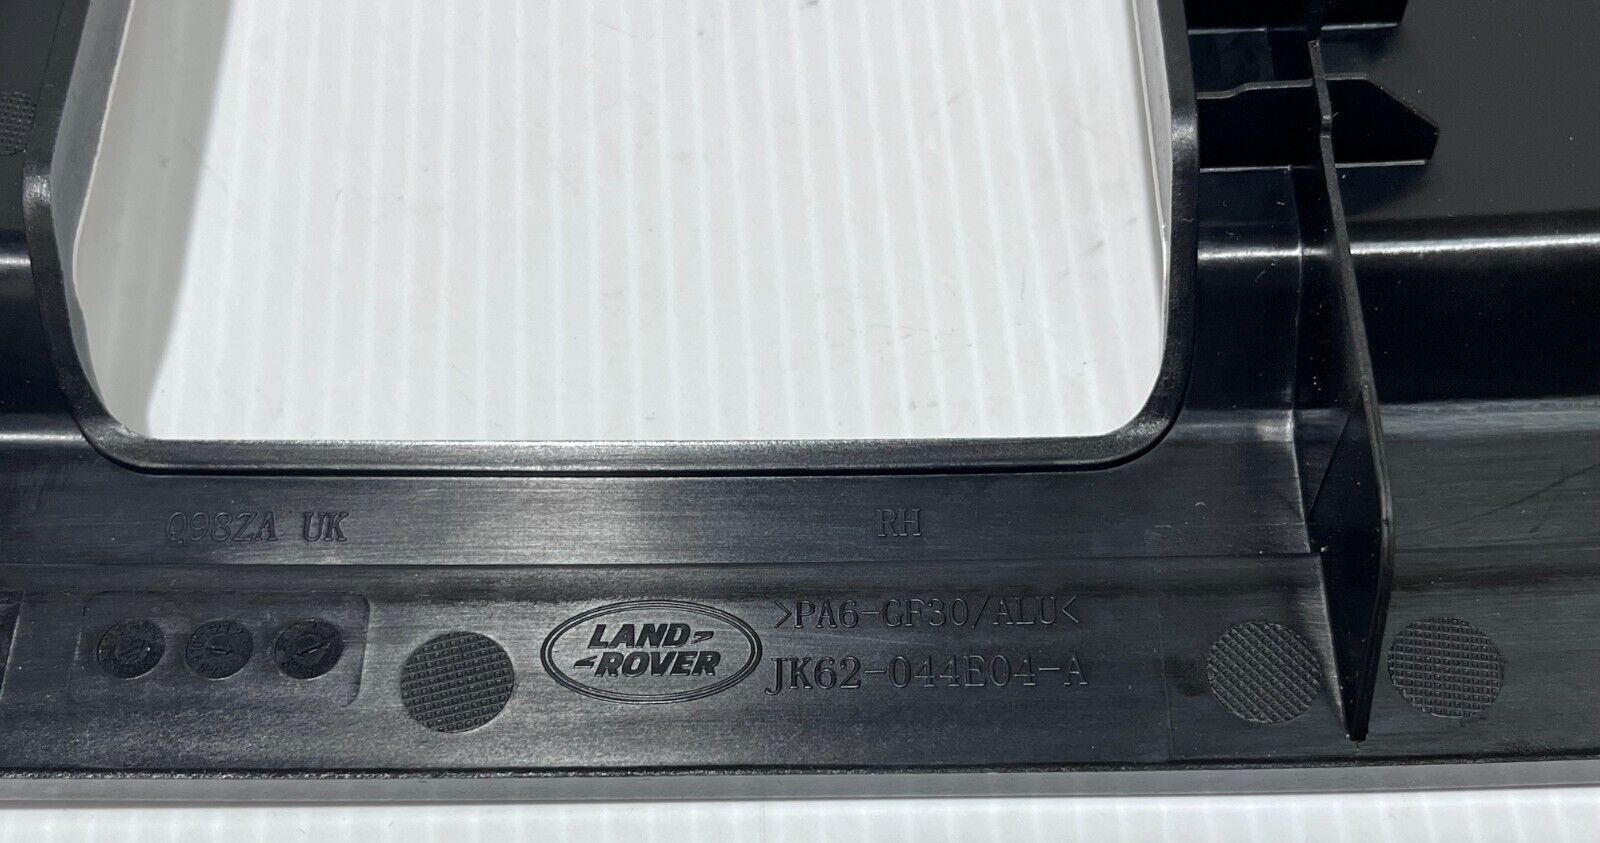 Q98ZA UK
RH
>PA6-GF30/ALU<
LAND
ROVER
JK62-044E04-A